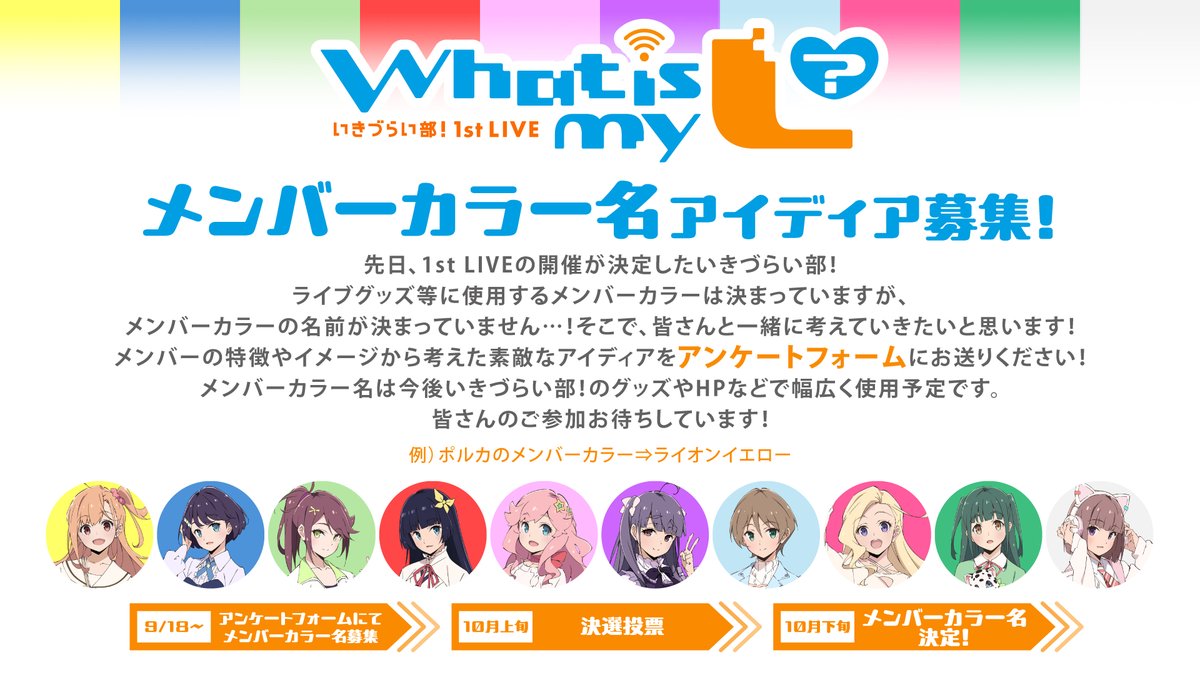 What is my L ?
いきづらい部！1st LIVE
メンバーカラー名アイディア募集！
先日、1st LIVEの開催が決定したいきづらい部！
ライブグッズ等に使用するメンバーカラーは決まっていますが、
メンバーカラーの名前が決まっていません…！そこで、皆さんと一緒に考えていきたいと思います！
メンバーの特徴やイメージから考えた素敵なアイディアをアンケートフォームにお送りください！
メンバーカラー名は今後いきづらい部！のグッズやHPなどで幅広く使用予定です。
皆さんのご参加お待ちしています！
例）ポルカのメンバーカラー⇒ライオンイエロー
9/18～
アンケートフォームにて
メンバーカラー名募集
10月上旬
決選投票
10月下旬
メンバーカラー名
決定！